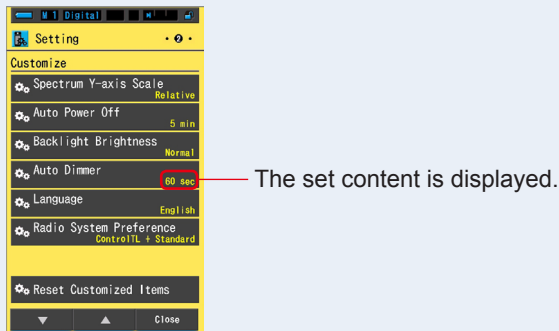 M 1 Digital
Setting
• 2 •
Customize
Spectrum Y-axis Scale
Relative
Auto Power Off
5 min
Backlight Brightness
Normal
Auto Dimmer
60 sec
The set content is displayed.
Language
English
Radio System Preference
ControlTL + Standard
Reset Customized Items
▼ ▲ Close